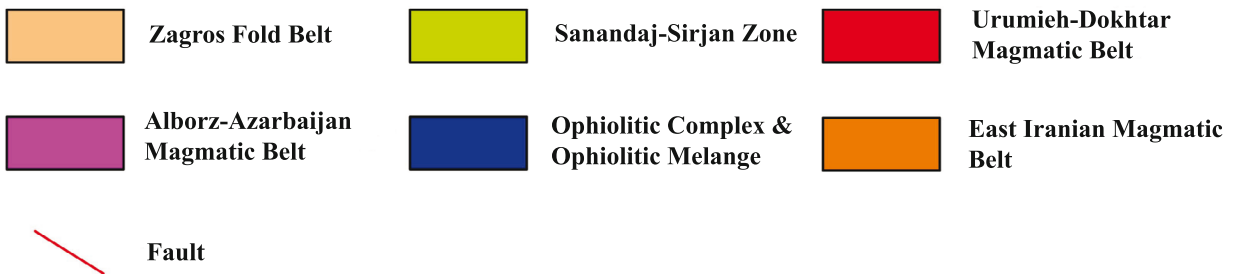 Zagros Fold Belt
Sanandaj-Sirjan Zone
Urumieh-Dokhtar
Magmatic Belt
Alborz-Azarbaijan
Magmatic Belt
Ophiolitic Complex &
Ophiolitic Melange
East Iranian Magmatic
Belt
Fault